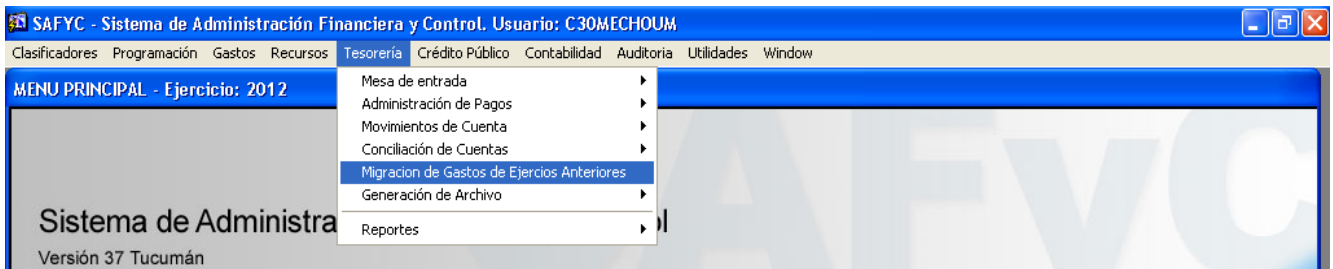 SAFYC - Sistema de Administración Financiera y Control. Usuario: C30MECHOUM
Clasificadores Programación Gastos Recursos Tesorería Crédito Público Contabilidad Auditoria Utilidades Window
MENU PRINCIPAL - Ejercicio: 2012
Mesa de entrada
Administración de Pagos
Movimientos de Cuenta
Conciliación de Cuentas
Migracion de Gastos de Ejercios Anteriores
Generación de Archivo
Reportes
Sistema de Administra
Versión 37 Tucumán